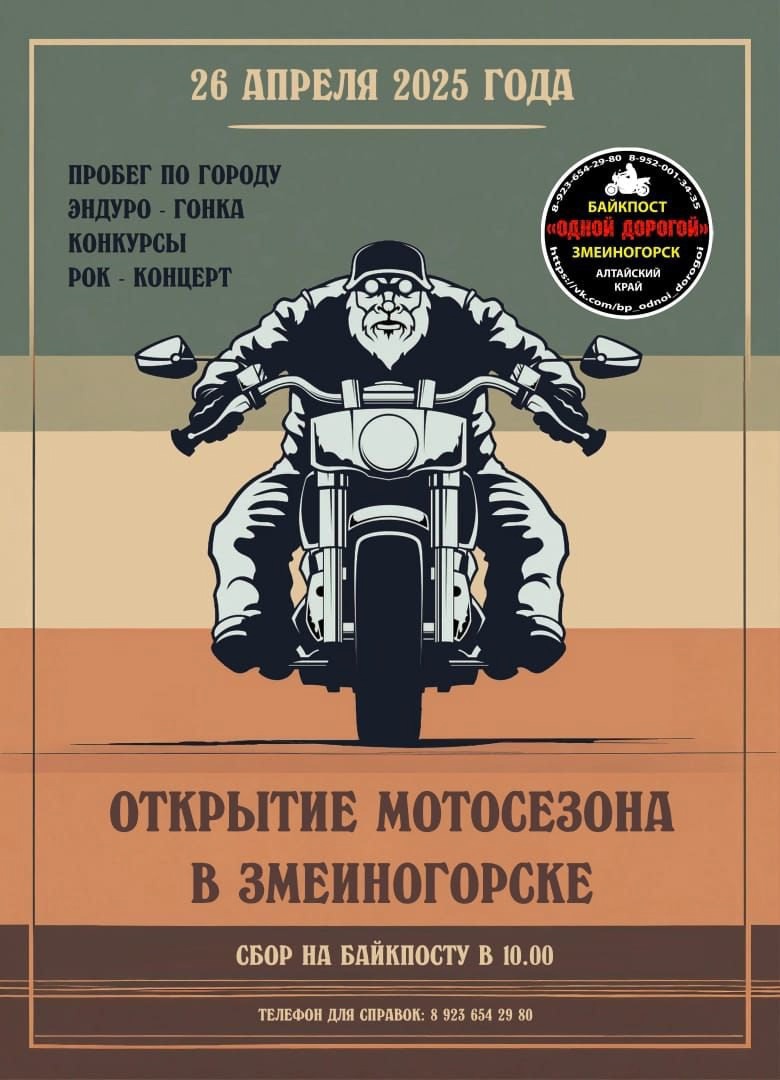 26 АПРЕЛЯ 2025 ГОДА
ПРОБЕГ ПО ГОРОДУ
ЭНДУРО - ГОНКА
КОНКУРСЫ
РОК - КОНЦЕРТ
8-923-654-29-80 8-952-001-34-35
БАЙКПОСТ
«ОДНОЙ ДОРОГОЙ»
ЗМЕИНОГОРСК
АЛТАЙСКИЙ
КРАЙ
https://vk.com/bp_odnoi_dorogoi
ОТКРЫТИЕ МОТОСЕЗОНА
В ЗМЕИНОГОРСКЕ
СБОР НА БАЙКПОСТУ В 10.00
ТЕЛЕФОН ДЛЯ СПРАВОК: 8 923 654 29 80